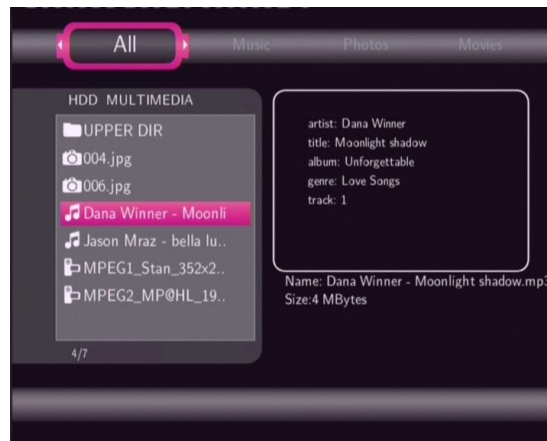 All Music Photos Movies
HDD MULTIMEDIA
UPPER DIR
004.jpg
006.jpg
Dana Winner - Moonli
Jason Mraz - bella lu..
MPEG1_Stan_352x2..
MPEG2_MP@HL_19..
4/7
artist: Dana Winner
title: Moonlight shadow
album: Unforgettable
genre: Love Songs
track: 1
Name: Dana Winner - Moonlight shadow.mp3
Size:4 MBytes